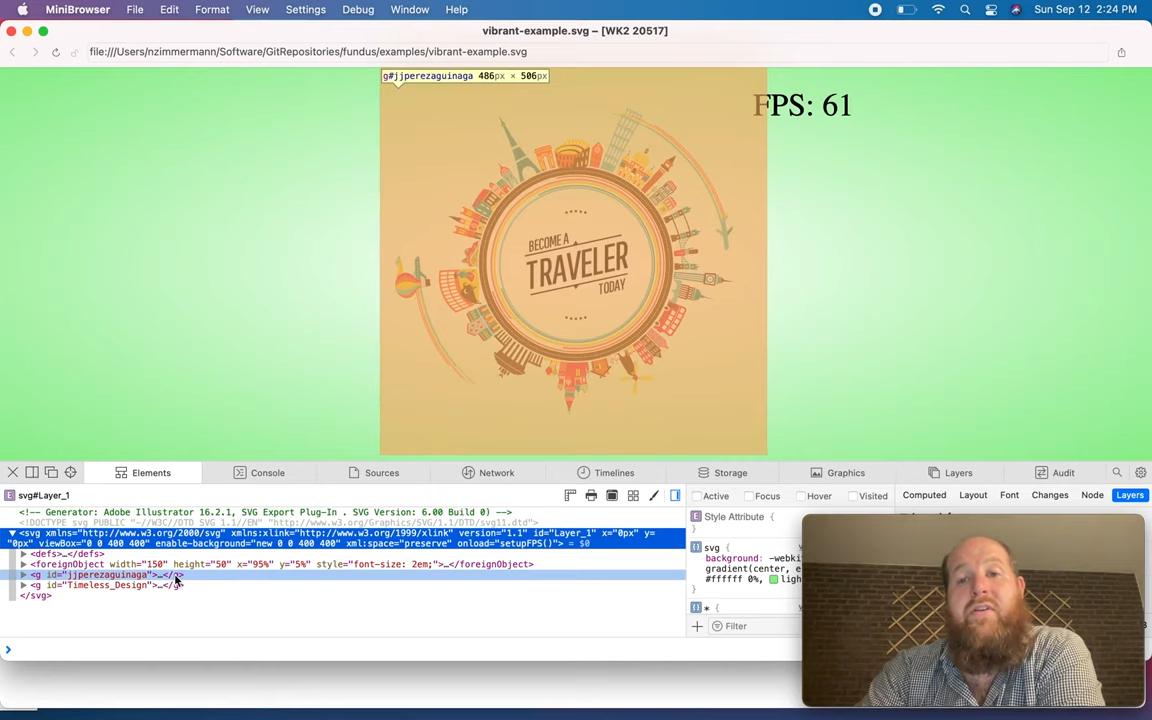 MiniBrowser File Edit Format View Settings Debug Window Help Sun Sep 12 2:24 PM
vibrant-example.svg – [WK2 20517]
file:///Users/nzimmermann/Software/GitRepositories/fundus/examples/vibrant-example.svg
g#jjperezaguinaga 486px × 506px
FPS: 61
BECOME A
TRAVELER
TODAY
Elements Console Sources Network Timelines Storage Graphics Layers Audit
E svg#Layer_1
Active Focus Hover Visited Computed Layout Font Changes Node Layers
<!-- Generator: Adobe Illustrator 16.2.1, SVG Export Plug-In . SVG Version: 6.00 Build 0) -->
<!DOCTYPE svg PUBLIC "-//W3C//DTD SVG 1.1//EN" "http://www.w3.org/Graphics/SVG/1.1/DTD/svg11.dtd">
<svg xmlns="http://www.w3.org/2000/svg" xmlns:xlink="http://www.w3.org/1999/xlink" version="1.1" id="Layer_1" x="0px" y=
"0px" viewBox="0 0 400 400" enable-background="new 0 0 400 400" xml:space="preserve" onload="setupFPS()"> = $0
<defs>…</defs>
<foreignObject width="150" height="50" x="95%" y="5%" style="font-size: 2em;">…</foreignObject>
<g id="jjperezaguinaga">…</g>
<g id="Timeless_Design">…</g>
</svg>
E Style Attribute {
}
svg {
background: -webki
gradient(center, e
#ffffff 0%, ligh
}
* {
Filter